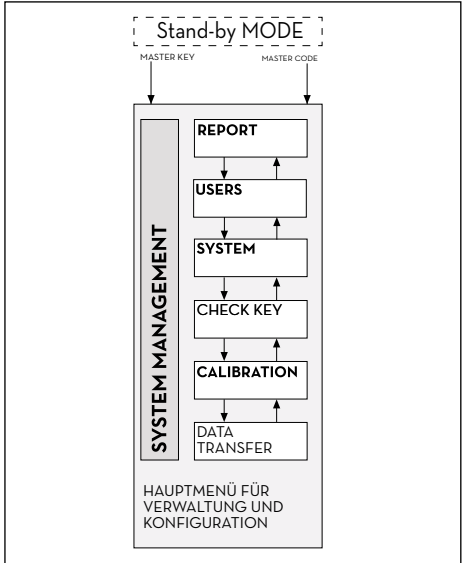 Stand-by MODE
MASTER KEY
MASTER CODE
SYSTEM MANAGEMENT
REPORT
USERS
SYSTEM
CHECK KEY
CALIBRATION
DATA
TRANSFER
HAUPTMENÜ FÜR
VERWALTUNG UND
KONFIGURATION